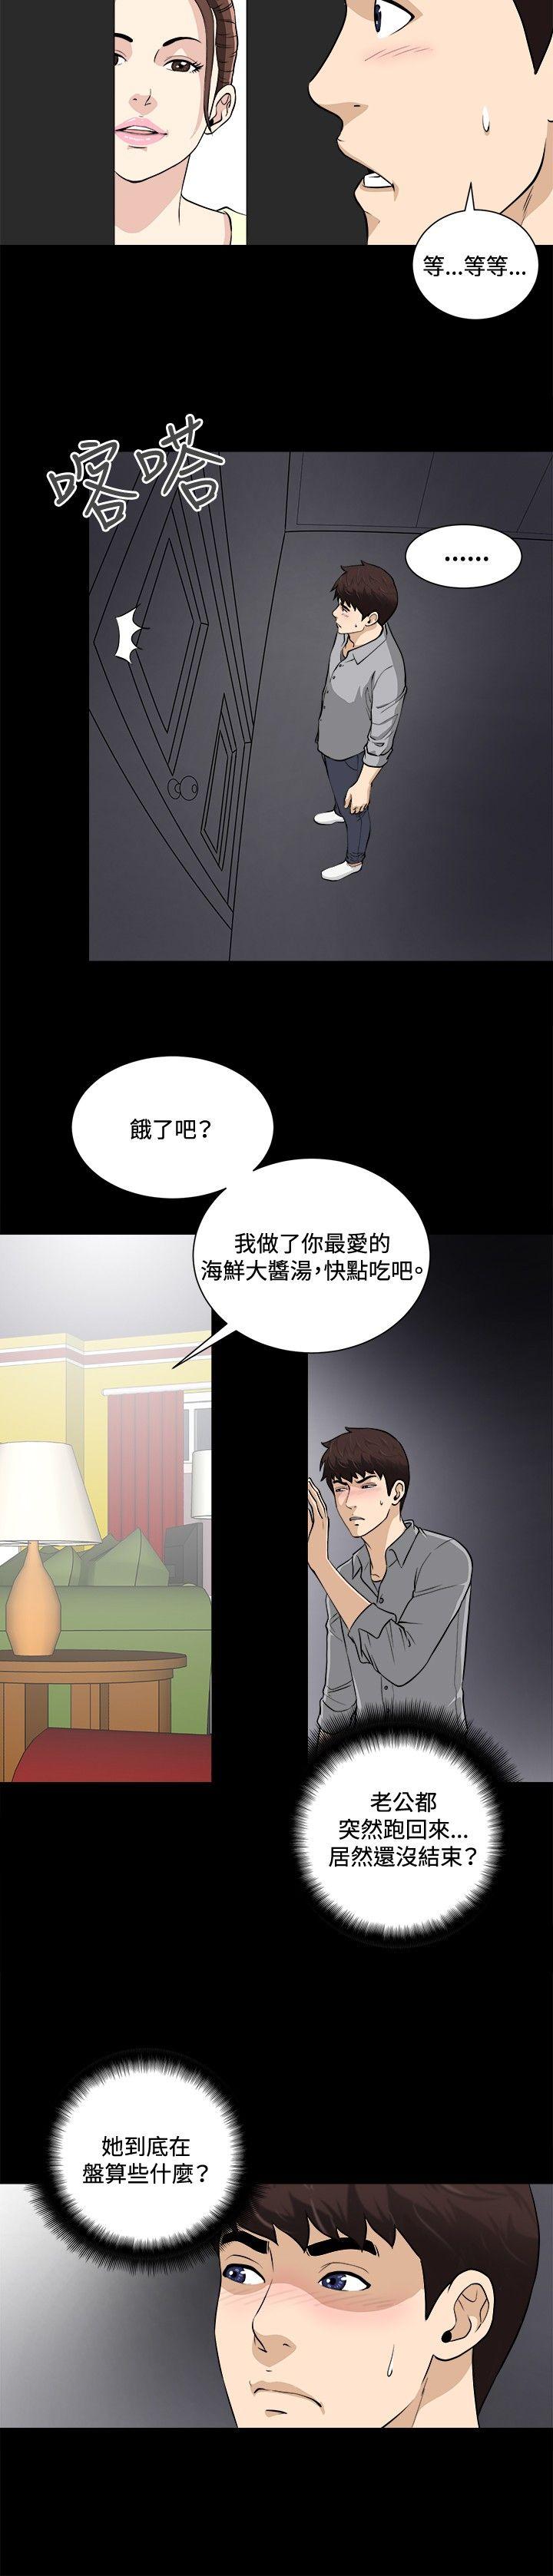 等…等等…
喀嗒
……
餓了吧？
我做了你最愛的
海鮮大醬湯，快點吃吧。
老公都
突然跑回來…
居然還沒結束？
她到底在
盤算些什麼？